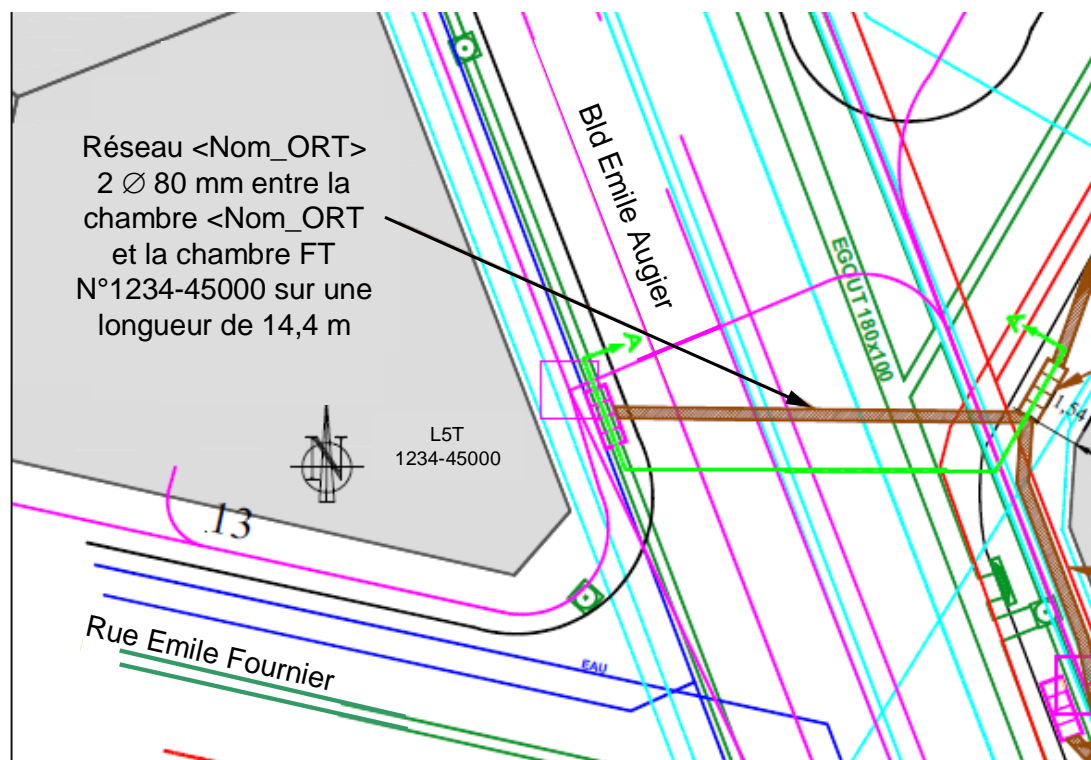 Réseau <Nom_ORT>
2 ∅ 80 mm entre la
chambre <Nom_ORT
et la chambre FT
N°1234-45000 sur une
longueur de 14,4 m
Bld Emile Augier
EGOUT 180x100
A
A
1,54
L5T
1234-45000
N
13
Rue Emile Fournier
EAU